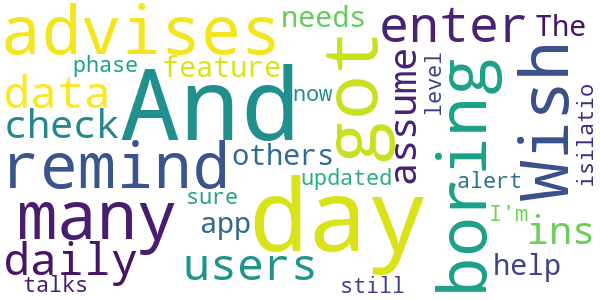 advises
needs
enter
The
phase
feature
got
data
And
now
assume
level
Wish
check
others
boring
isilatio
remind
updated
alert
many
sure
day
I'm
app
ins
daily
users
help
talks
still